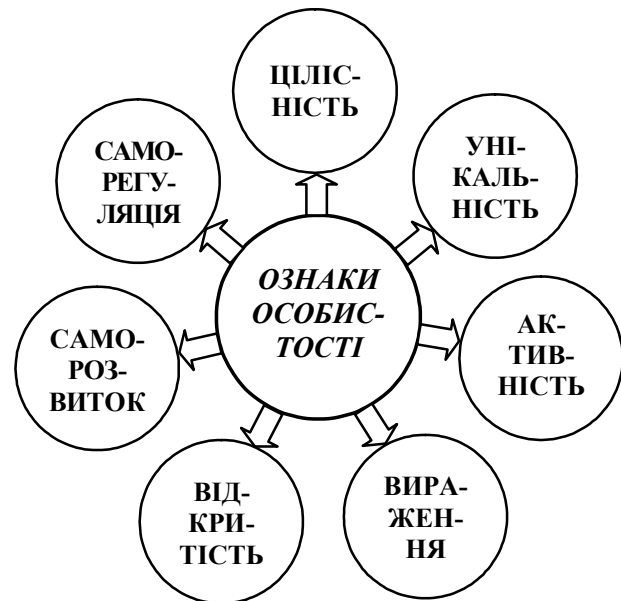 ЦІЛІС-
НІСТЬ
УНІ-
КАЛЬ-
НІСТЬ
САМО-
РЕГУ-
ЛЯЦІЯ
ОЗНАКИ
ОСОБИС-
ТОСТІ
АК-
ТИВ-
НІСТЬ
САМО-
РОЗ-
ВИТОК
ВИРА-
ЖЕН-
НЯ
ВІД-
КРИ-
ТІСТЬ